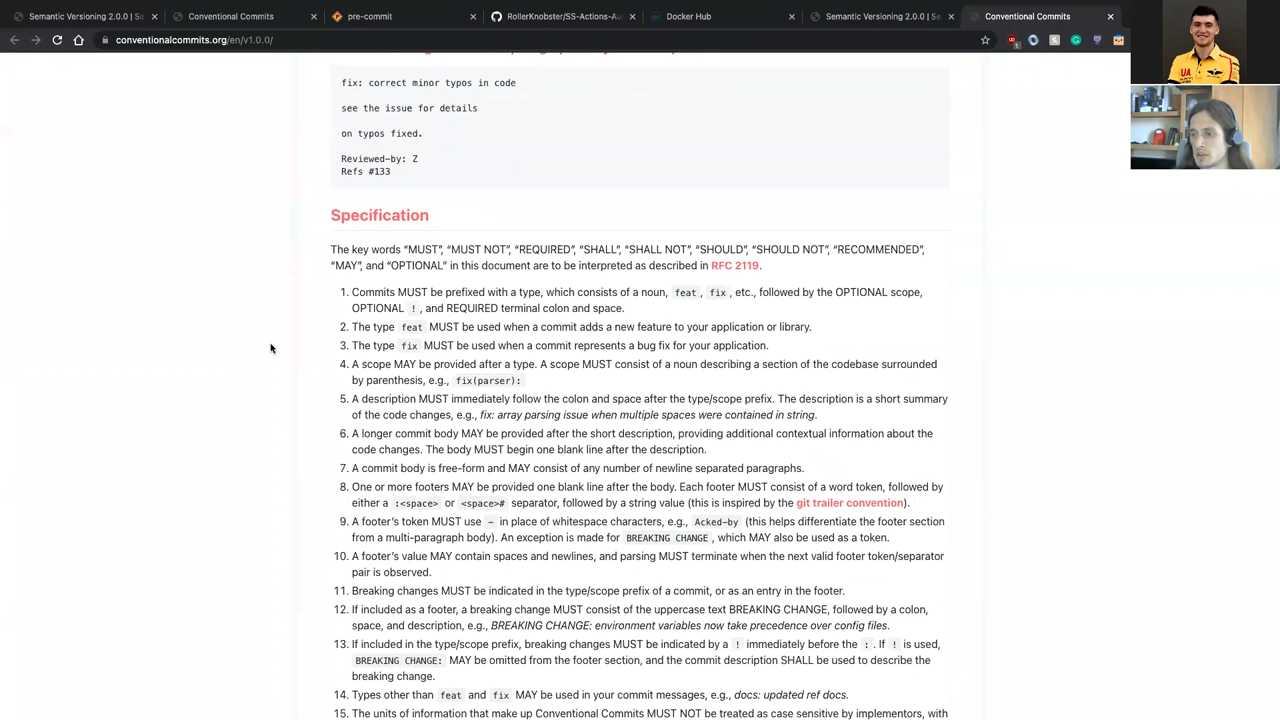 Semantic Versioning 2.0.0 | Se
Conventional Commits
pre-commit
RollerKnobster/SS-Actions-Au
Docker Hub
Semantic Versioning 2.0.0 | Se
Conventional Commits
conventionalcommits.org/en/v1.0.0/
UA
fix: correct minor typos in code
see the issue for details
on typos fixed.
Reviewed-by: Z
Refs #133
Specification
The key words “MUST”, “MUST NOT”, “REQUIRED”, “SHALL”, “SHALL NOT”, “SHOULD”, “SHOULD NOT”, “RECOMMENDED”,
“MAY”, and “OPTIONAL” in this document are to be interpreted as described in RFC 2119.
1. Commits MUST be prefixed with a type, which consists of a noun, feat, fix, etc., followed by the OPTIONAL scope,
OPTIONAL !, and REQUIRED terminal colon and space.
2. The type feat MUST be used when a commit adds a new feature to your application or library.
3. The type fix MUST be used when a commit represents a bug fix for your application.
4. A scope MAY be provided after a type. A scope MUST consist of a noun describing a section of the codebase surrounded
by parenthesis, e.g., fix(parser):
5. A description MUST immediately follow the colon and space after the type/scope prefix. The description is a short summary
of the code changes, e.g., fix: array parsing issue when multiple spaces were contained in string.
6. A longer commit body MAY be provided after the short description, providing additional contextual information about the
code changes. The body MUST begin one blank line after the description.
7. A commit body is free-form and MAY consist of any number of newline separated paragraphs.
8. One or more footers MAY be provided one blank line after the body. Each footer MUST consist of a word token, followed by
either a :<space> or <space># separator, followed by a string value (this is inspired by the git trailer convention).
9. A footer’s token MUST use - in place of whitespace characters, e.g., Acked-by (this helps differentiate the footer section
from a multi-paragraph body). An exception is made for BREAKING CHANGE, which MAY also be used as a token.
10. A footer’s value MAY contain spaces and newlines, and parsing MUST terminate when the next valid footer token/separator
pair is observed.
11. Breaking changes MUST be indicated in the type/scope prefix of a commit, or as an entry in the footer.
12. If included as a footer, a breaking change MUST consist of the uppercase text BREAKING CHANGE, followed by a colon,
space, and description, e.g., BREAKING CHANGE: environment variables now take precedence over config files.
13. If included in the type/scope prefix, breaking changes MUST be indicated by a ! immediately before the :. If ! is used,
BREAKING CHANGE: MAY be omitted from the footer section, and the commit description SHALL be used to describe the
breaking change.
14. Types other than feat and fix MAY be used in your commit messages, e.g., docs: updated ref docs.
15. The units of information that make up Conventional Commits MUST NOT be treated as case sensitive by implementors, with